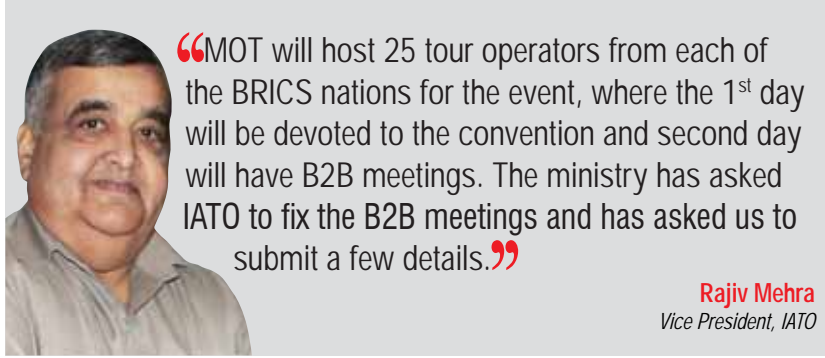 “MOT will host 25 tour operators from each of
the BRICS nations for the event, where the 1st day
will be devoted to the convention and second day
will have B2B meetings. The ministry has asked
IATO to fix the B2B meetings and has asked us to
submit a few details.”
Rajiv Mehra
Vice President, IATO